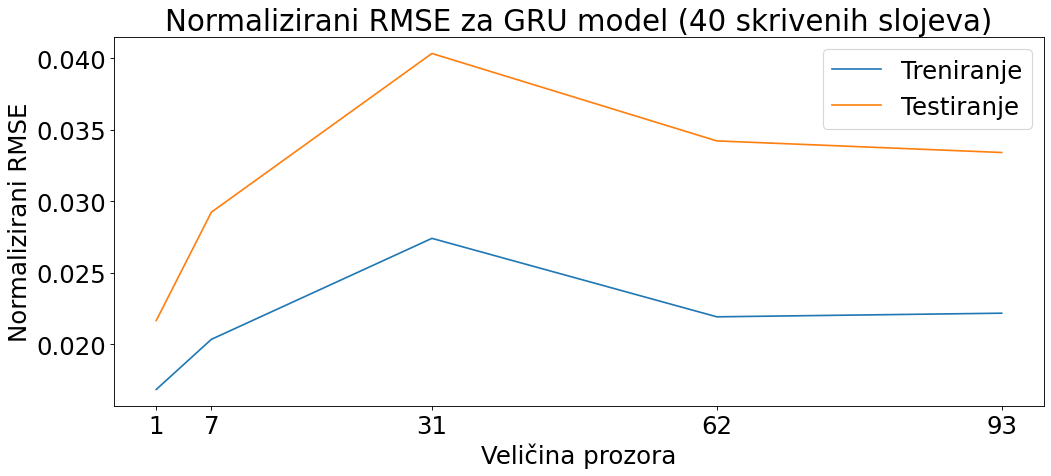 Normalizirani RMSE za GRU model (40 skrivenih slojeva)
Normalizirani RMSE
0.040
0.035
0.030
0.025
0.020
Treniranje
Testiranje
1 7 31 62 93
Veličina prozora